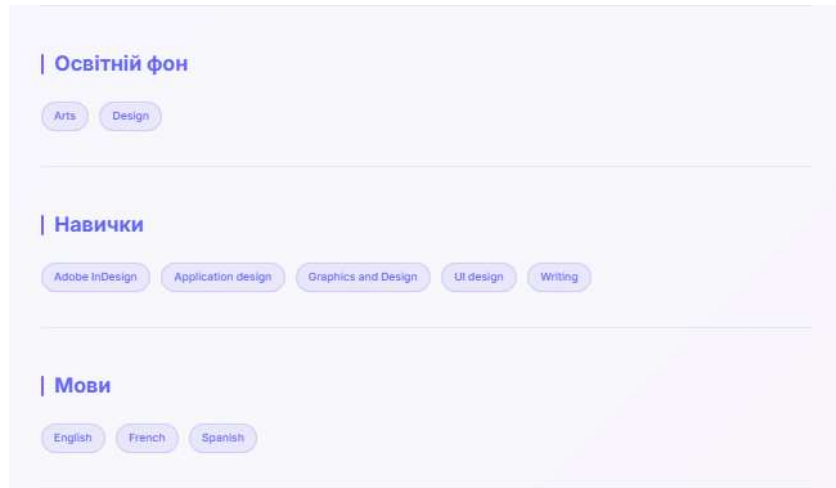 Освітній фон
Arts Design
Навички
Adobe InDesign Application design Graphics and Design UI design Writing
Мови
English French Spanish